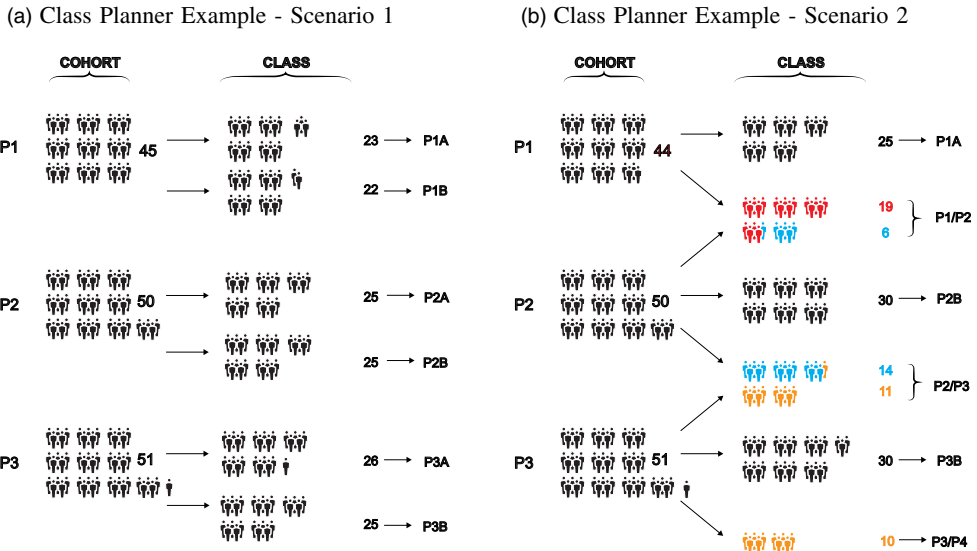 (a) Class Planner Example - Scenario 1
COHORT CLASS
P1 45
23 P1A
22 P1B
P2 50
25 P2A
25 P2B
P3 51
26 P3A
25 P3B
(b) Class Planner Example - Scenario 2
COHORT CLASS
P1 44
25 P1A
19
6
P1/P2
P2 50
30 P2B
14
11
P2/P3
P3 51
30 P3B
10 P3/P4